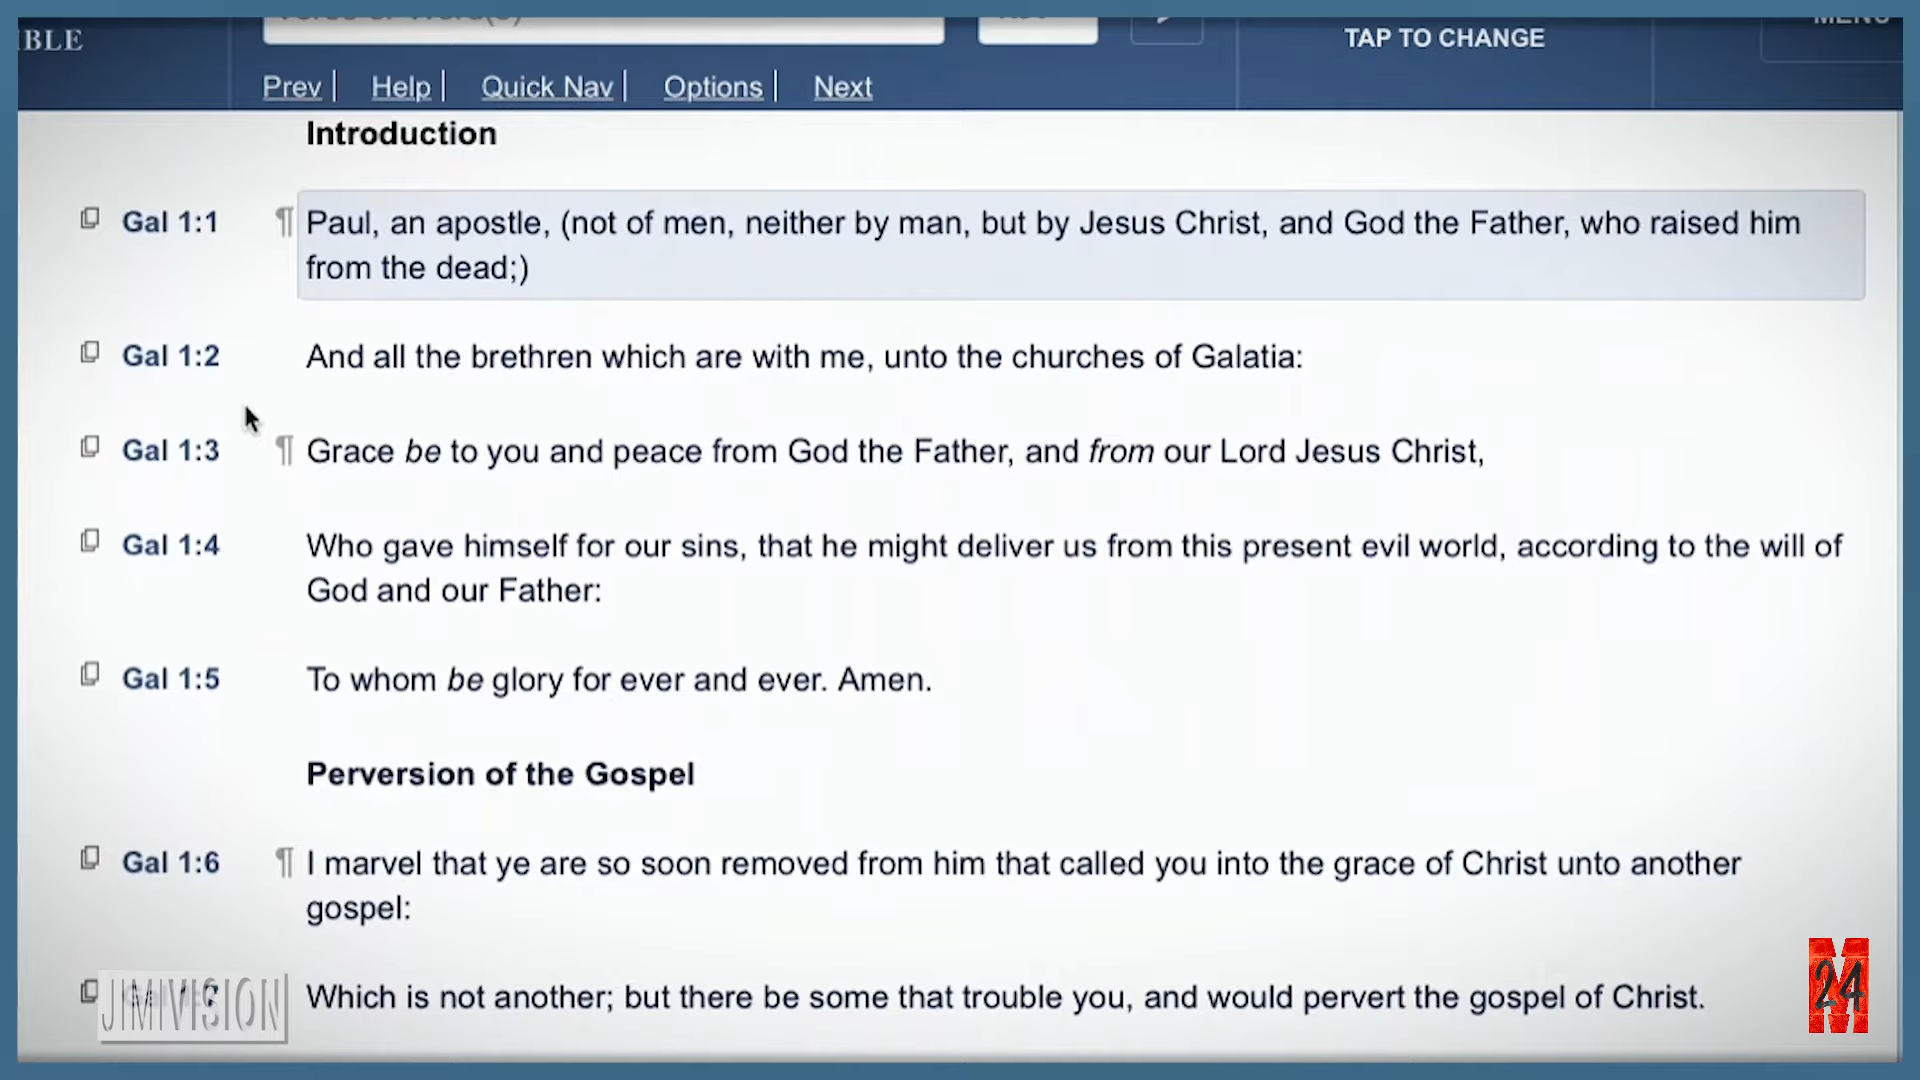 IBLE
TAP TO CHANGE
MENU
Prev | Help | Quick Nav | Options | Next
Introduction
Gal 1:1 ¶ Paul, an apostle, (not of men, neither by man, but by Jesus Christ, and God the Father, who raised him
from the dead;)
Gal 1:2 And all the brethren which are with me, unto the churches of Galatia:
Gal 1:3 ¶ Grace be to you and peace from God the Father, and from our Lord Jesus Christ,
Gal 1:4 Who gave himself for our sins, that he might deliver us from this present evil world, according to the will of
God and our Father:
Gal 1:5 To whom be glory for ever and ever. Amen.
Perversion of the Gospel
Gal 1:6 ¶ I marvel that ye are so soon removed from him that called you into the grace of Christ unto another
gospel:
Which is not another; but there be some that trouble you, and would pervert the gospel of Christ.
JIMIVISION
M
24